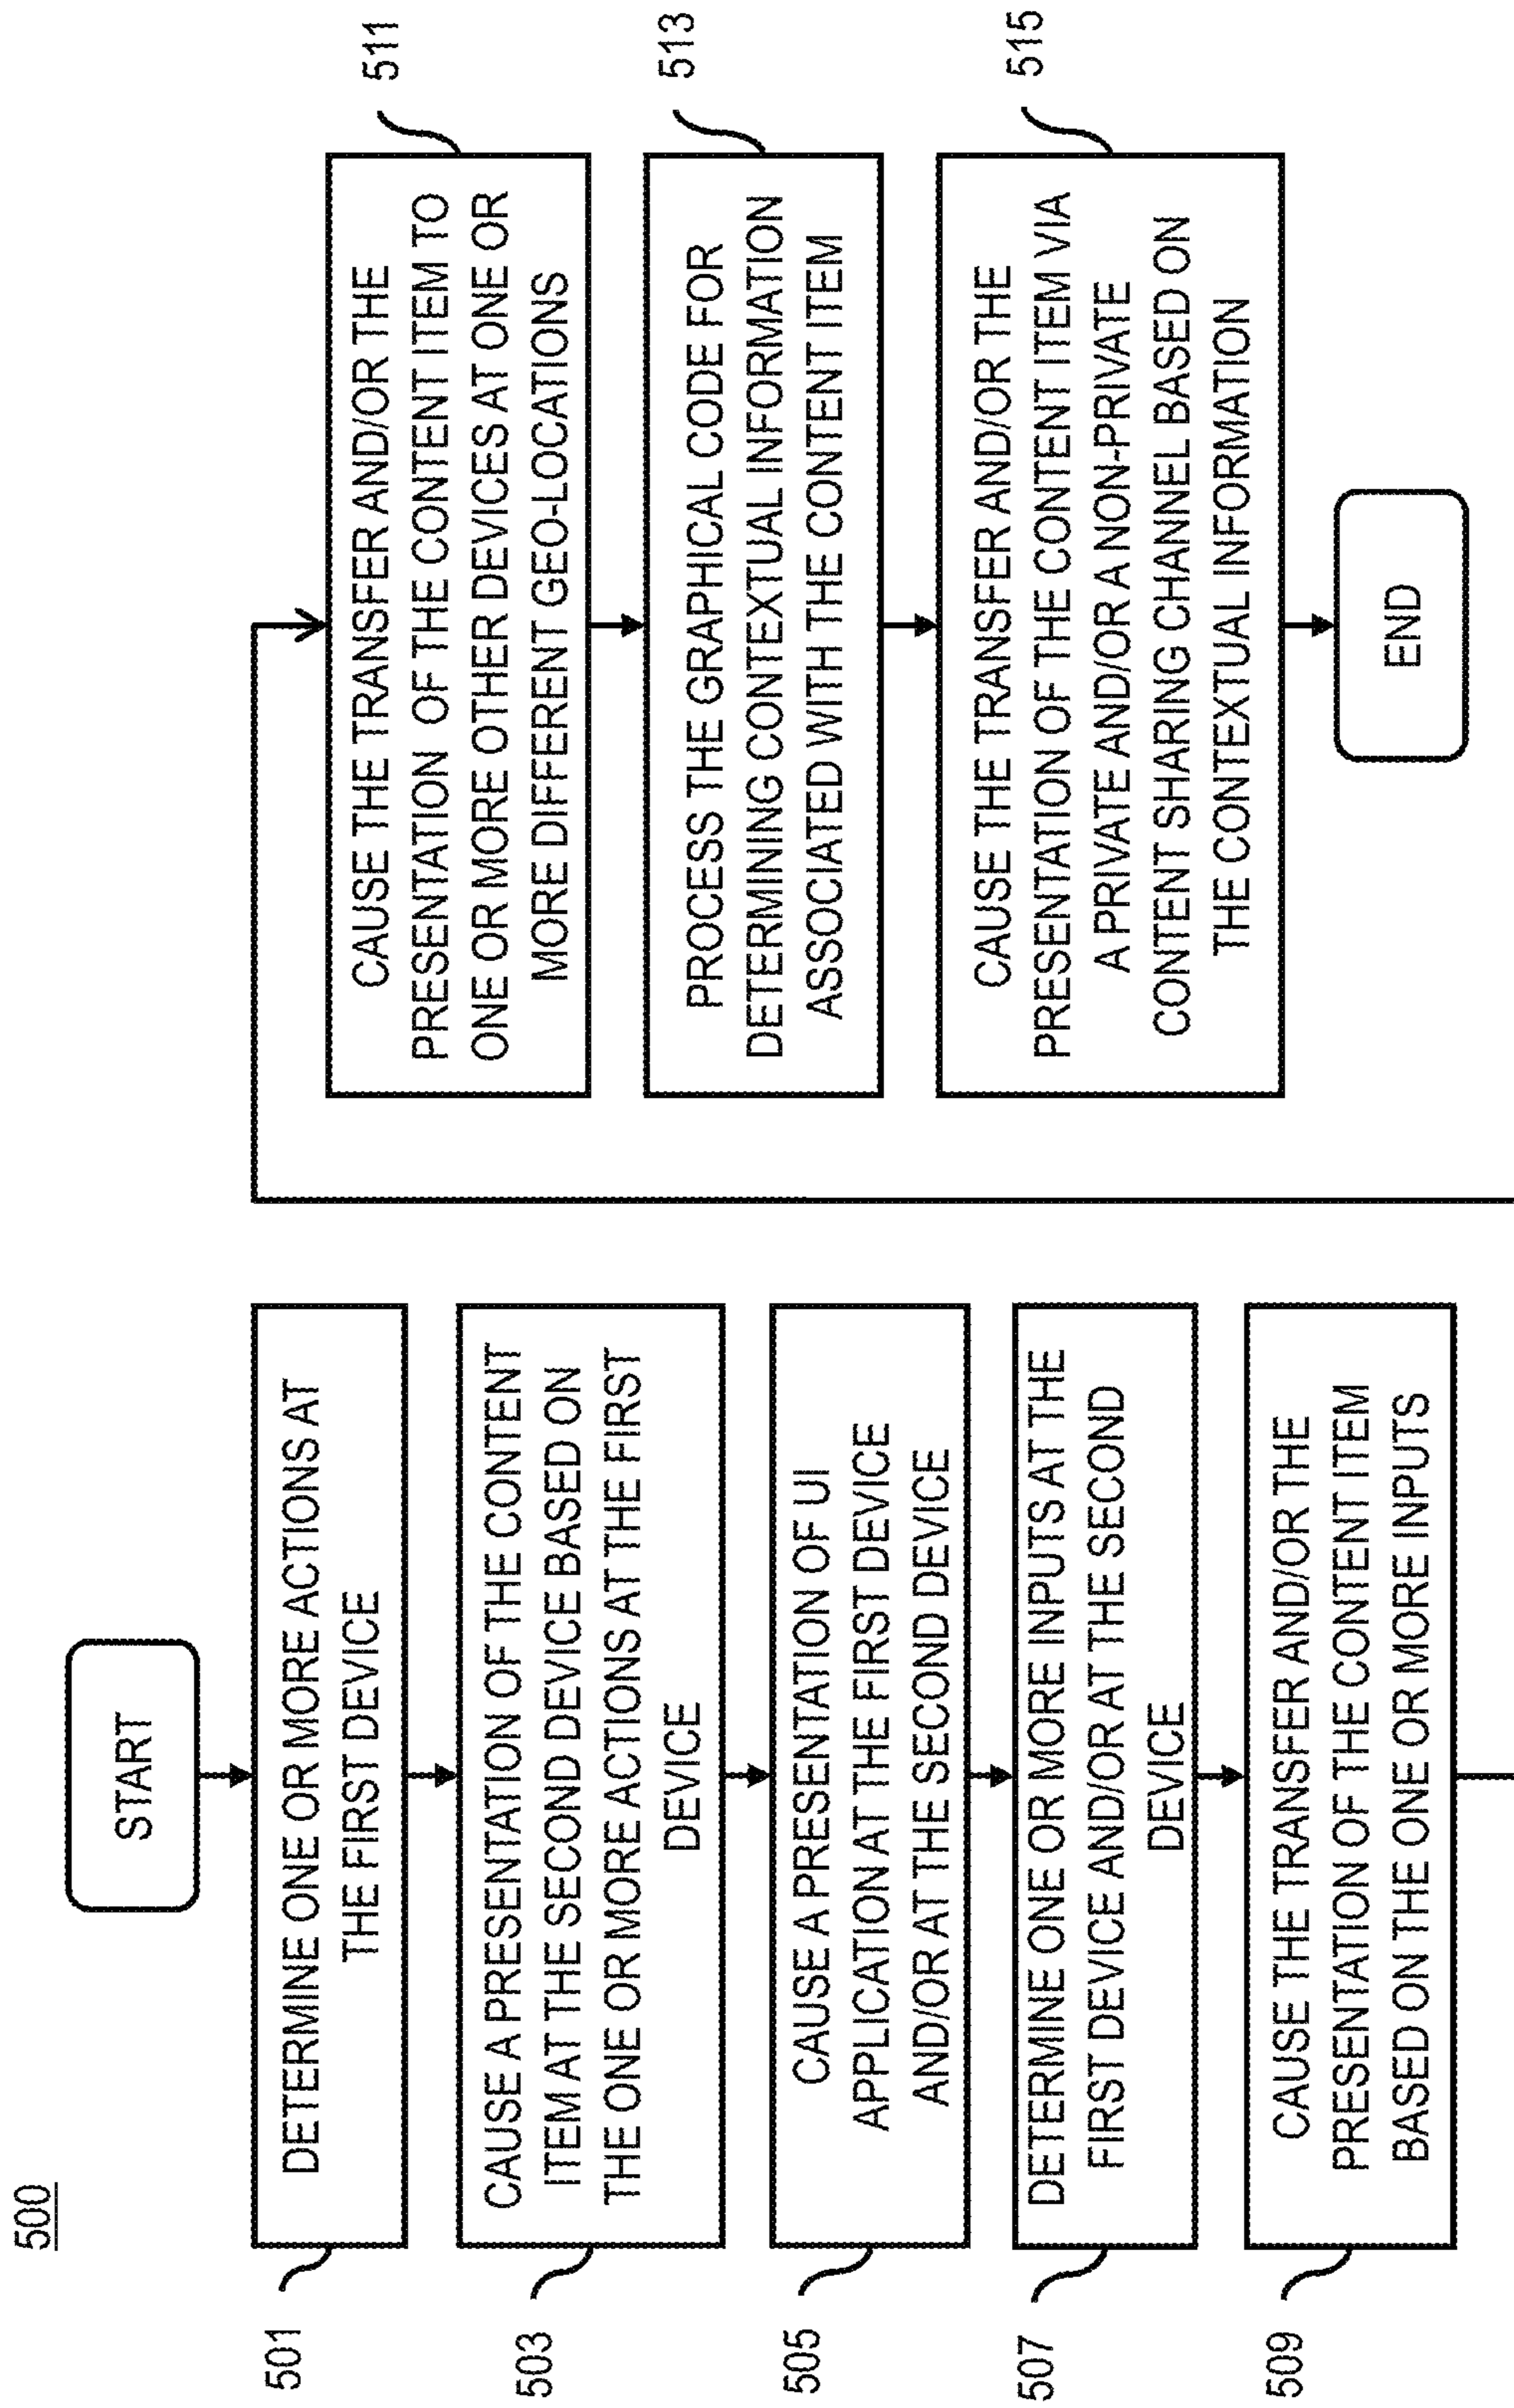 500
START
501
DETERMINE ONE OR MORE ACTIONS AT
THE FIRST DEVICE
503
CAUSE A PRESENTATION OF THE CONTENT
ITEM AT THE SECOND DEVICE BASED ON
THE ONE OR MORE ACTIONS AT THE FIRST
DEVICE
505
CAUSE A PRESENTATION OF UI
APPLICATION AT THE FIRST DEVICE
AND/OR AT THE SECOND DEVICE
507
DETERMINE ONE OR MORE INPUTS AT THE
FIRST DEVICE AND/OR AT THE SECOND
DEVICE
509
CAUSE THE TRANSFER AND/OR THE
PRESENTATION OF THE CONTENT ITEM
BASED ON THE ONE OR MORE INPUTS
511
CAUSE THE TRANSFER AND/OR THE
PRESENTATION OF THE CONTENT ITEM TO
ONE OR MORE OTHER DEVICES AT ONE OR
MORE DIFFERENT GEO-LOCATIONS
513
PROCESS THE GRAPHICAL CODE FOR
DETERMINING CONTEXTUAL INFORMATION
ASSOCIATED WITH THE CONTENT ITEM
515
CAUSE THE TRANSFER AND/OR THE
PRESENTATION OF THE CONTENT ITEM VIA
A PRIVATE AND/OR A NON-PRIVATE
CONTENT SHARING CHANNEL BASED ON
THE CONTEXTUAL INFORMATION
END